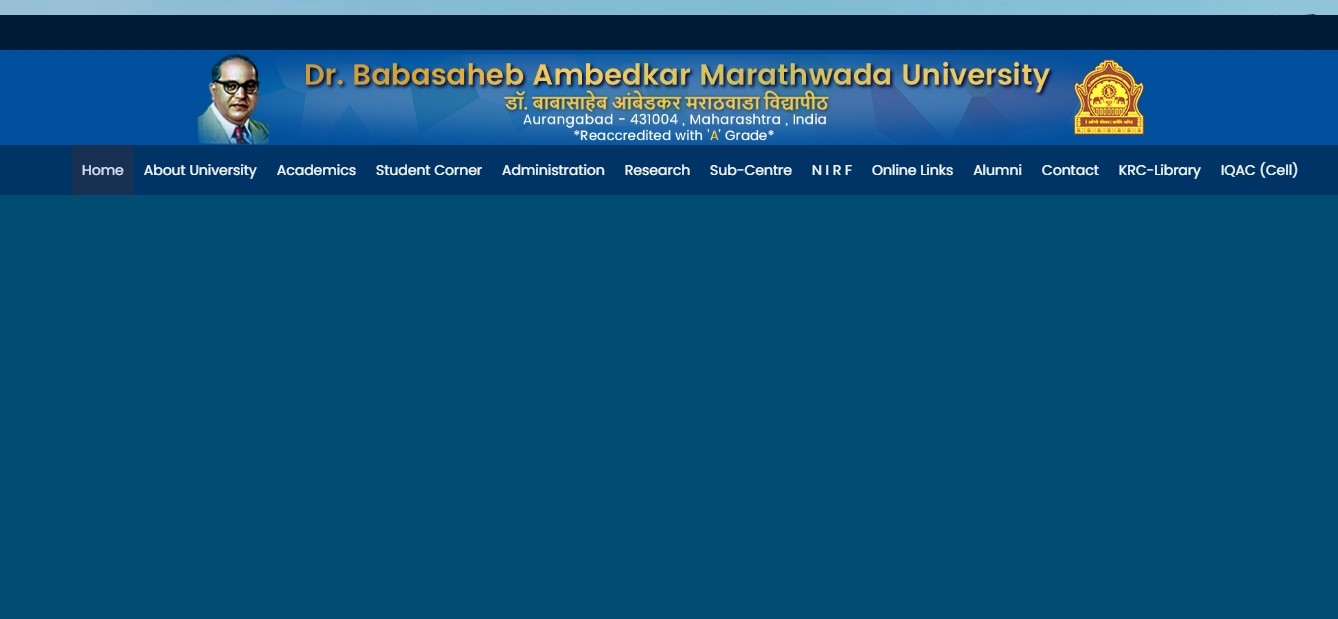 Dr. Babasaheb Ambedkar Marathwada University
डॉ. बाबासाहेब आंबेडकर मराठवाडा विद्यापीठ
Aurangabad - 431004 , Maharashtra , India
*Reaccredited with 'A' Grade*
Home About University Academics Student Corner Administration Research Sub-Centre N I R F Online Links Alumni Contact KRC-Library IQAC (Cell)